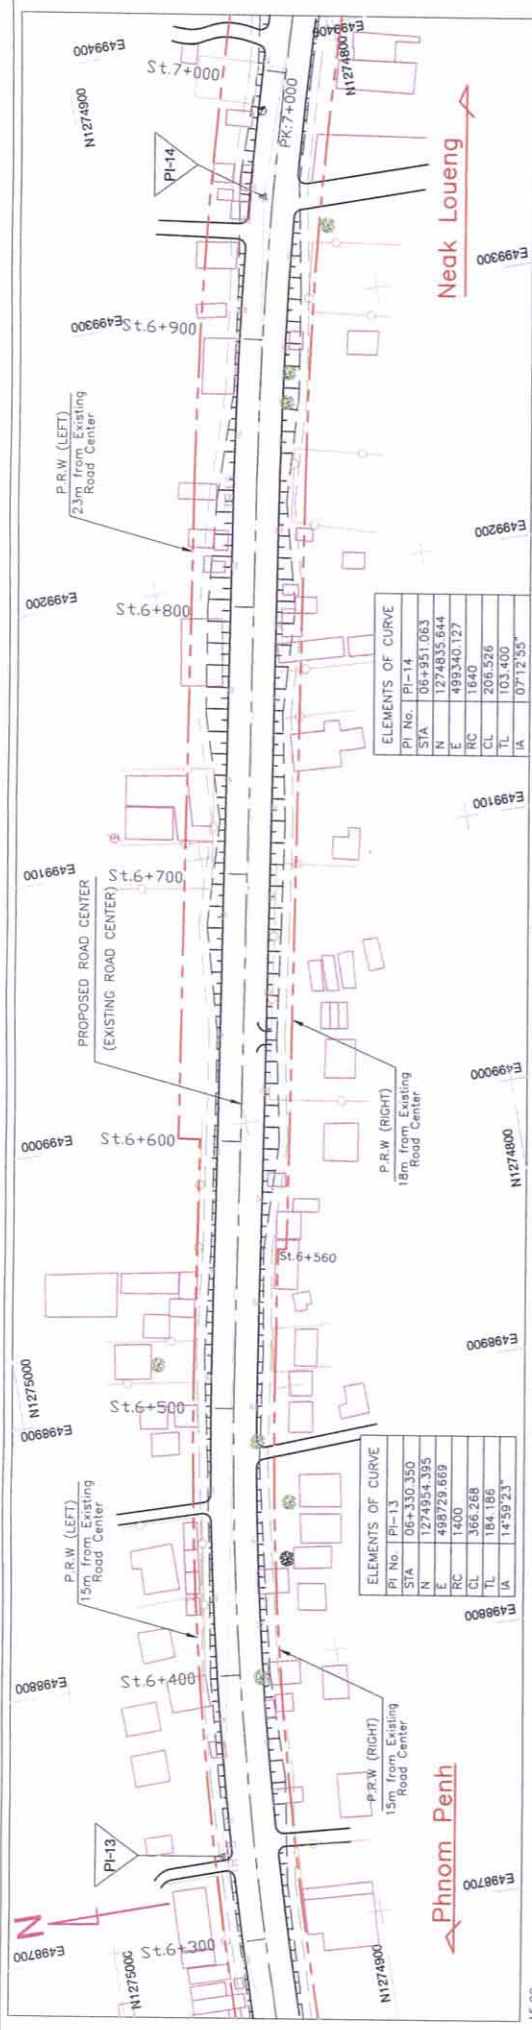 E498700
E498800
E498900
E499000
E499100
E499200
E499300
E499400
N1275000
N1275000
N1274900
N
PI-13
St.6+300
St.6+400
St.6+500
St.6+600
St.6+700
St.6+800
St.6+900
St.7+000
P.R.W (LEFT)
15m from Existing
Road Center
PROPOSED ROAD CENTER
(EXISTING ROAD CENTER)
P.R.W (LEFT)
23m from Existing
Road Center
PI-14
PK:7+000
St.6+560
P.R.W (RIGHT)
15m from Existing
Road Center
P.R.W (RIGHT)
18m from Existing
Road Center
Phnom Penh
Neak Loueng
N1274900
N1274800
N1274800
E498700
E498800
E498900
E499000
E499100
E499200
E499300
ELEMENTS OF CURVE
PI No. PI-13
STA 06+330.350
N 1274954.395
E 498729.669
RC 1400
CL 366.268
TL 184.186
IA 14°59'23"
ELEMENTS OF CURVE
PI No. PI-14
STA 06+951.063
N 1274835.644
E 499340.127
RC 1640
CL 206.526
TL 103.400
IA 07°12'55"